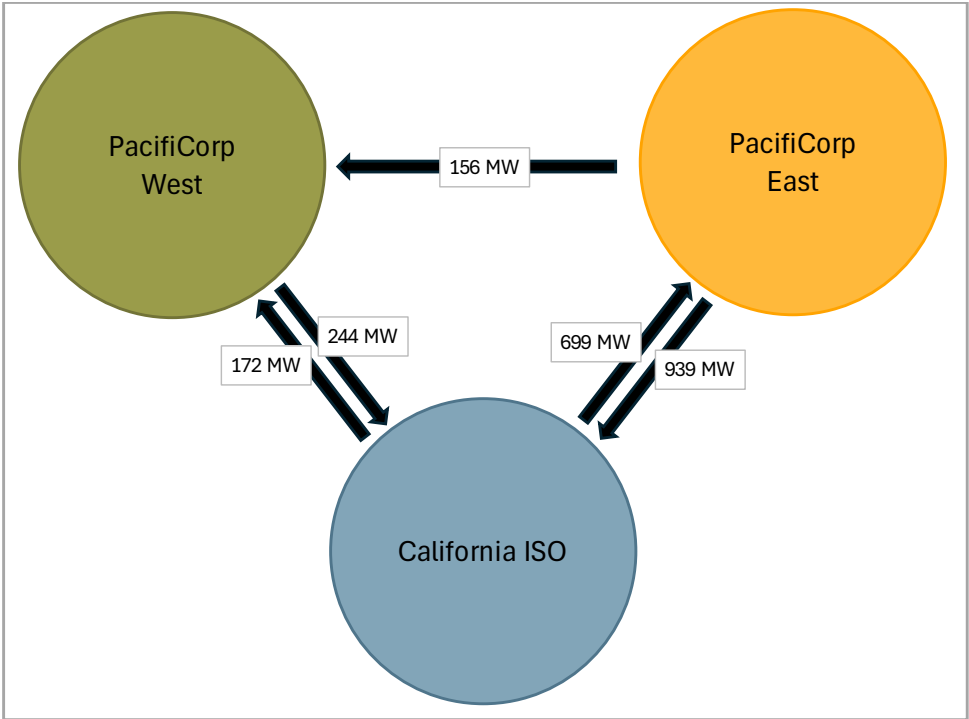 PacifiCorp
West
PacifiCorp
East
156 MW
244 MW
172 MW
699 MW
939 MW
California ISO